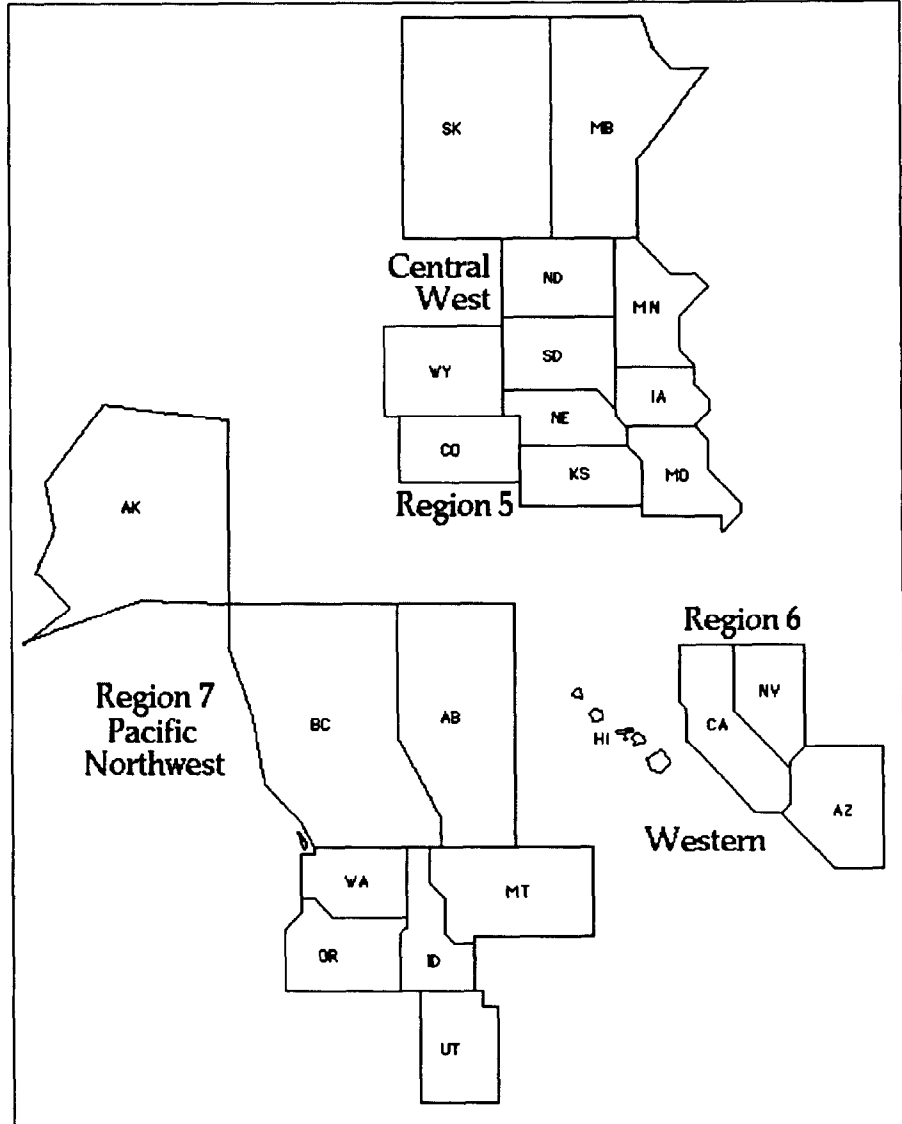 SK
MB
Central
West
ND
MN
SD
WY
IA
NE
CO
KS
MO
Region 5
AK
Region 6
Region 7
Pacific
Northwest
BC
AB
NV
CA
HI
AZ
Western
WA
MT
OR
ID
UT